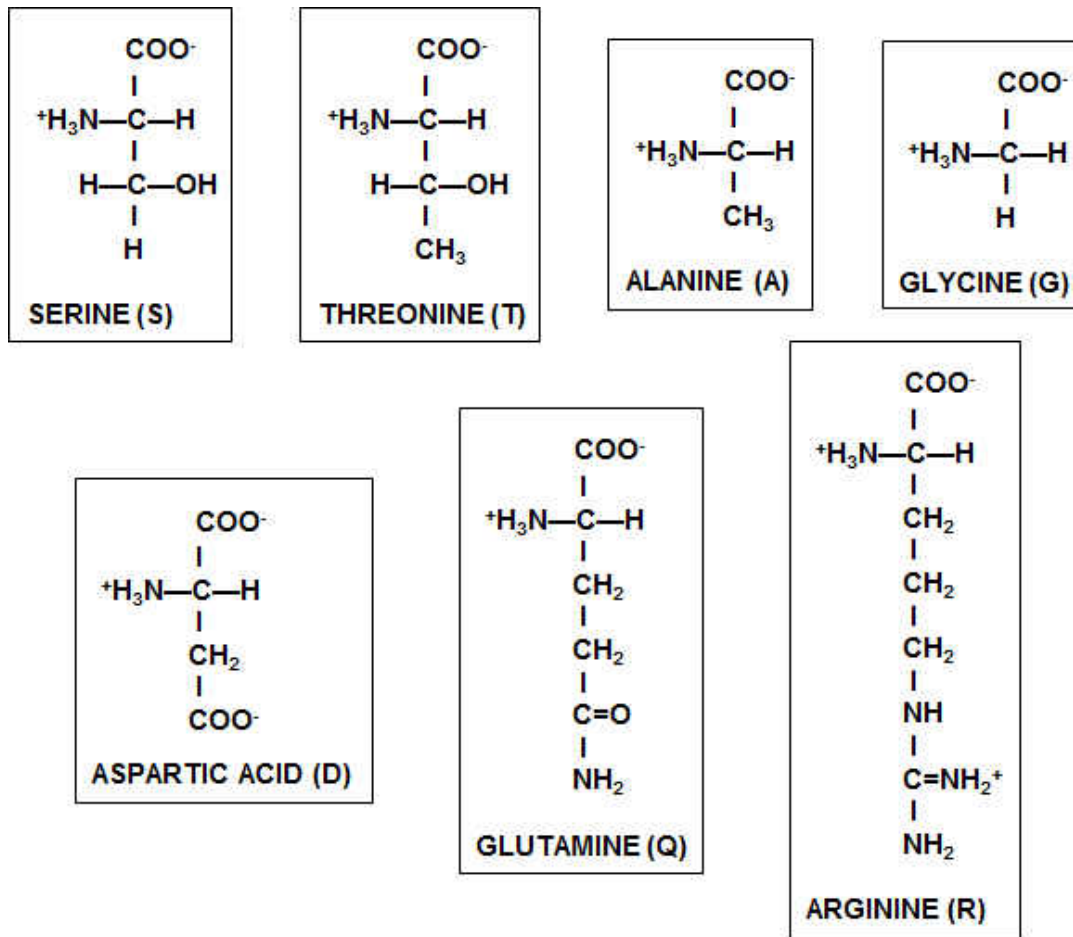 COO⁻
⁺H₃N—C—H
H—C—OH
H
SERINE (S)
COO⁻
⁺H₃N—C—H
H—C—OH
CH₃
THREONINE (T)
COO⁻
⁺H₃N—C—H
CH₃
ALANINE (A)
COO⁻
⁺H₃N—C—H
H
GLYCINE (G)
COO⁻
⁺H₃N—C—H
CH₂
COO⁻
ASPARTIC ACID (D)
COO⁻
⁺H₃N—C—H
CH₂
CH₂
C=O
NH₂
GLUTAMINE (Q)
COO⁻
⁺H₃N—C—H
CH₂
CH₂
CH₂
NH
C=NH₂⁺
NH₂
ARGININE (R)